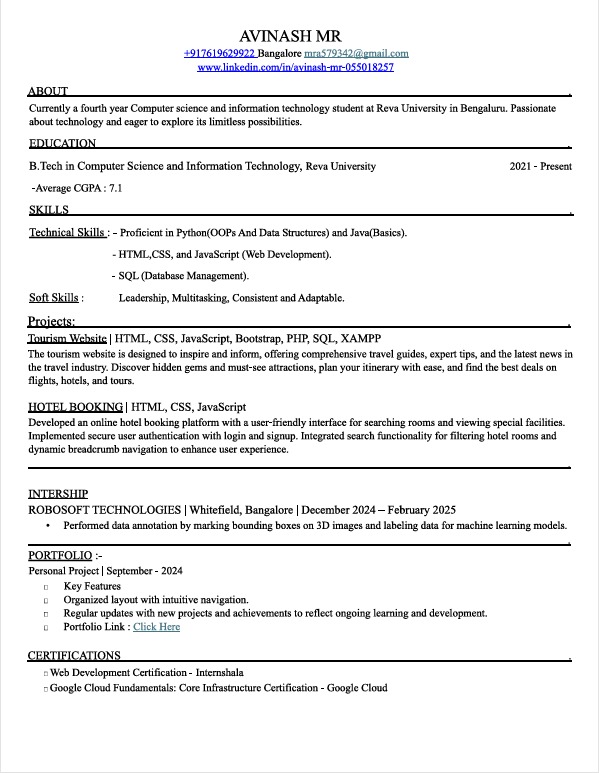 AVINASH MR
+917619629922 Bangalore mra579342@gmail.com
www.linkedin.com/in/avinash-mr-055018257
ABOUT
Currently a fourth year Computer science and information technology student at Reva University in Bengaluru. Passionate
about technology and eager to explore its limitless possibilities.
EDUCATION
B.Tech in Computer Science and Information Technology, Reva University 2021 - Present
-Average CGPA : 7.1
SKILLS
Technical Skills : - Proficient in Python(OOPs And Data Structures) and Java(Basics).
- HTML,CSS, and JavaScript (Web Development).
- SQL (Database Management).
Soft Skills : Leadership, Multitasking, Consistent and Adaptable.
Projects:
Tourism Website | HTML, CSS, JavaScript, Bootstrap, PHP, SQL, XAMPP
The tourism website is designed to inspire and inform, offering comprehensive travel guides, expert tips, and the latest news in
the travel industry. Discover hidden gems and must-see attractions, plan your itinerary with ease, and find the best deals on
flights, hotels, and tours.
HOTEL BOOKING | HTML, CSS, JavaScript
Developed an online hotel booking platform with a user-friendly interface for searching rooms and viewing special facilities.
Implemented secure user authentication with login and signup. Integrated search functionality for filtering hotel rooms and
dynamic breadcrumb navigation to enhance user experience.
INTERSHIP
ROBOSOFT TECHNOLOGIES | Whitefield, Bangalore | December 2024 – February 2025
• Performed data annotation by marking bounding boxes on 3D images and labeling data for machine learning models.
PORTFOLIO :-
Personal Project | September - 2024
Key Features
Organized layout with intuitive navigation.
Regular updates with new projects and achievements to reflect ongoing learning and development.
Portfolio Link : Click Here
CERTIFICATIONS
Web Development Certification - Internshala
Google Cloud Fundamentals: Core Infrastructure Certification - Google Cloud